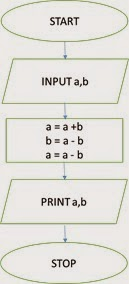 START
INPUT a,b
a = a +b
b = a - b
a = a - b
PRINT a,b
STOP